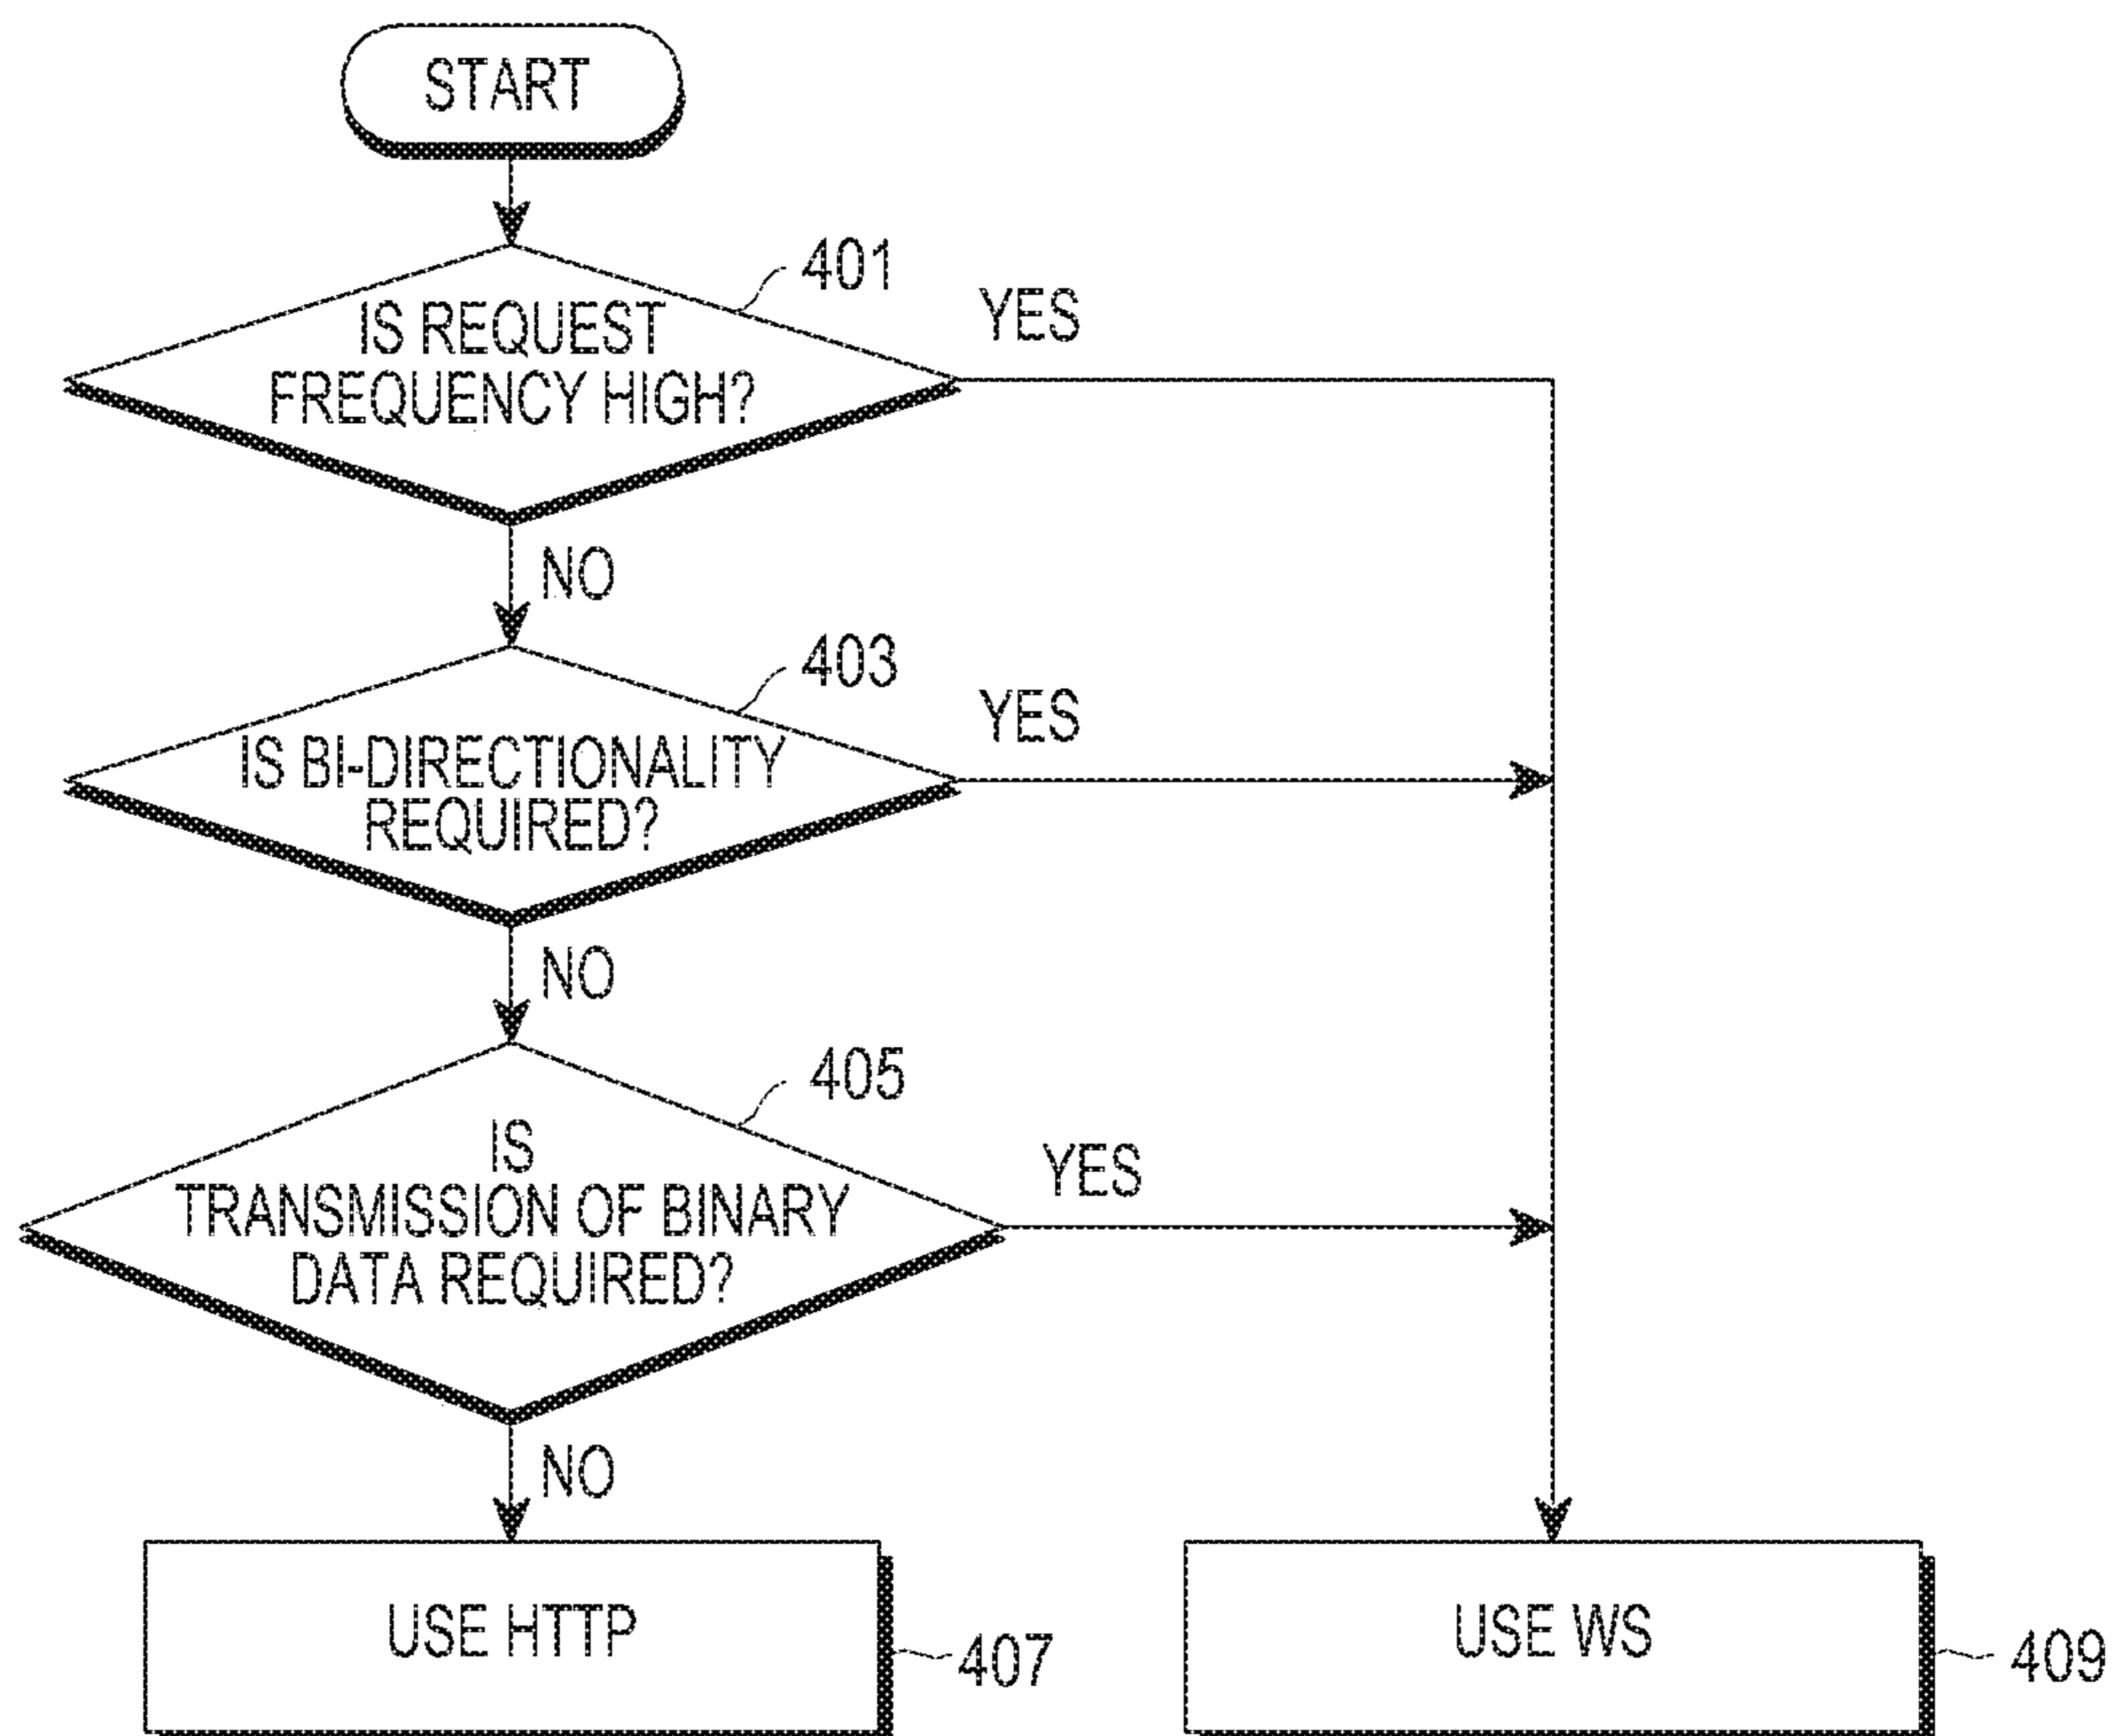 START
401
IS REQUEST
FREQUENCY HIGH?
YES
NO
403
IS BI-DIRECTIONALITY
REQUIRED?
YES
NO
405
IS
TRANSMISSION OF BINARY
DATA REQUIRED?
YES
NO
USE HTTP
407
USE WS
409